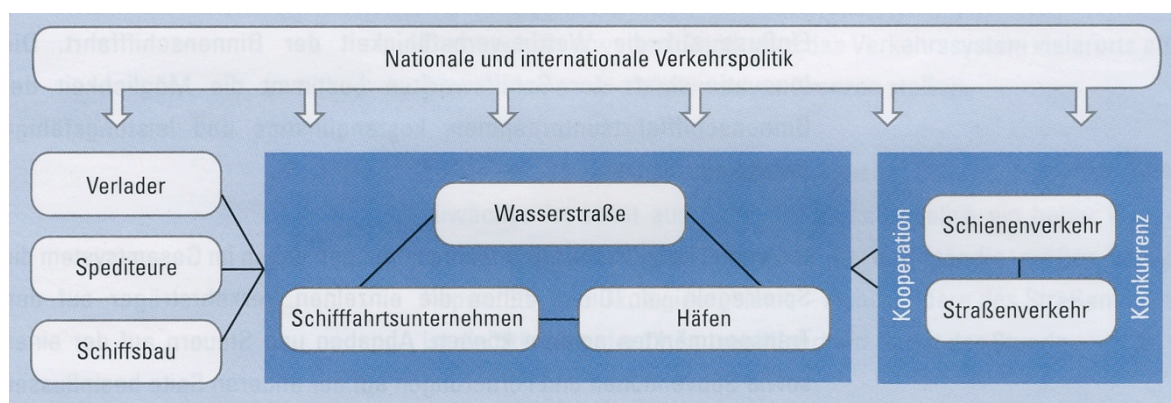 Nationale und internationale Verkehrspolitik
Verlader
Spediteure
Schiffsbau
Wasserstraße
Schifffahrtsunternehmen
Häfen
Kooperation
Schienenverkehr
Straßenverkehr
Konkurrenz